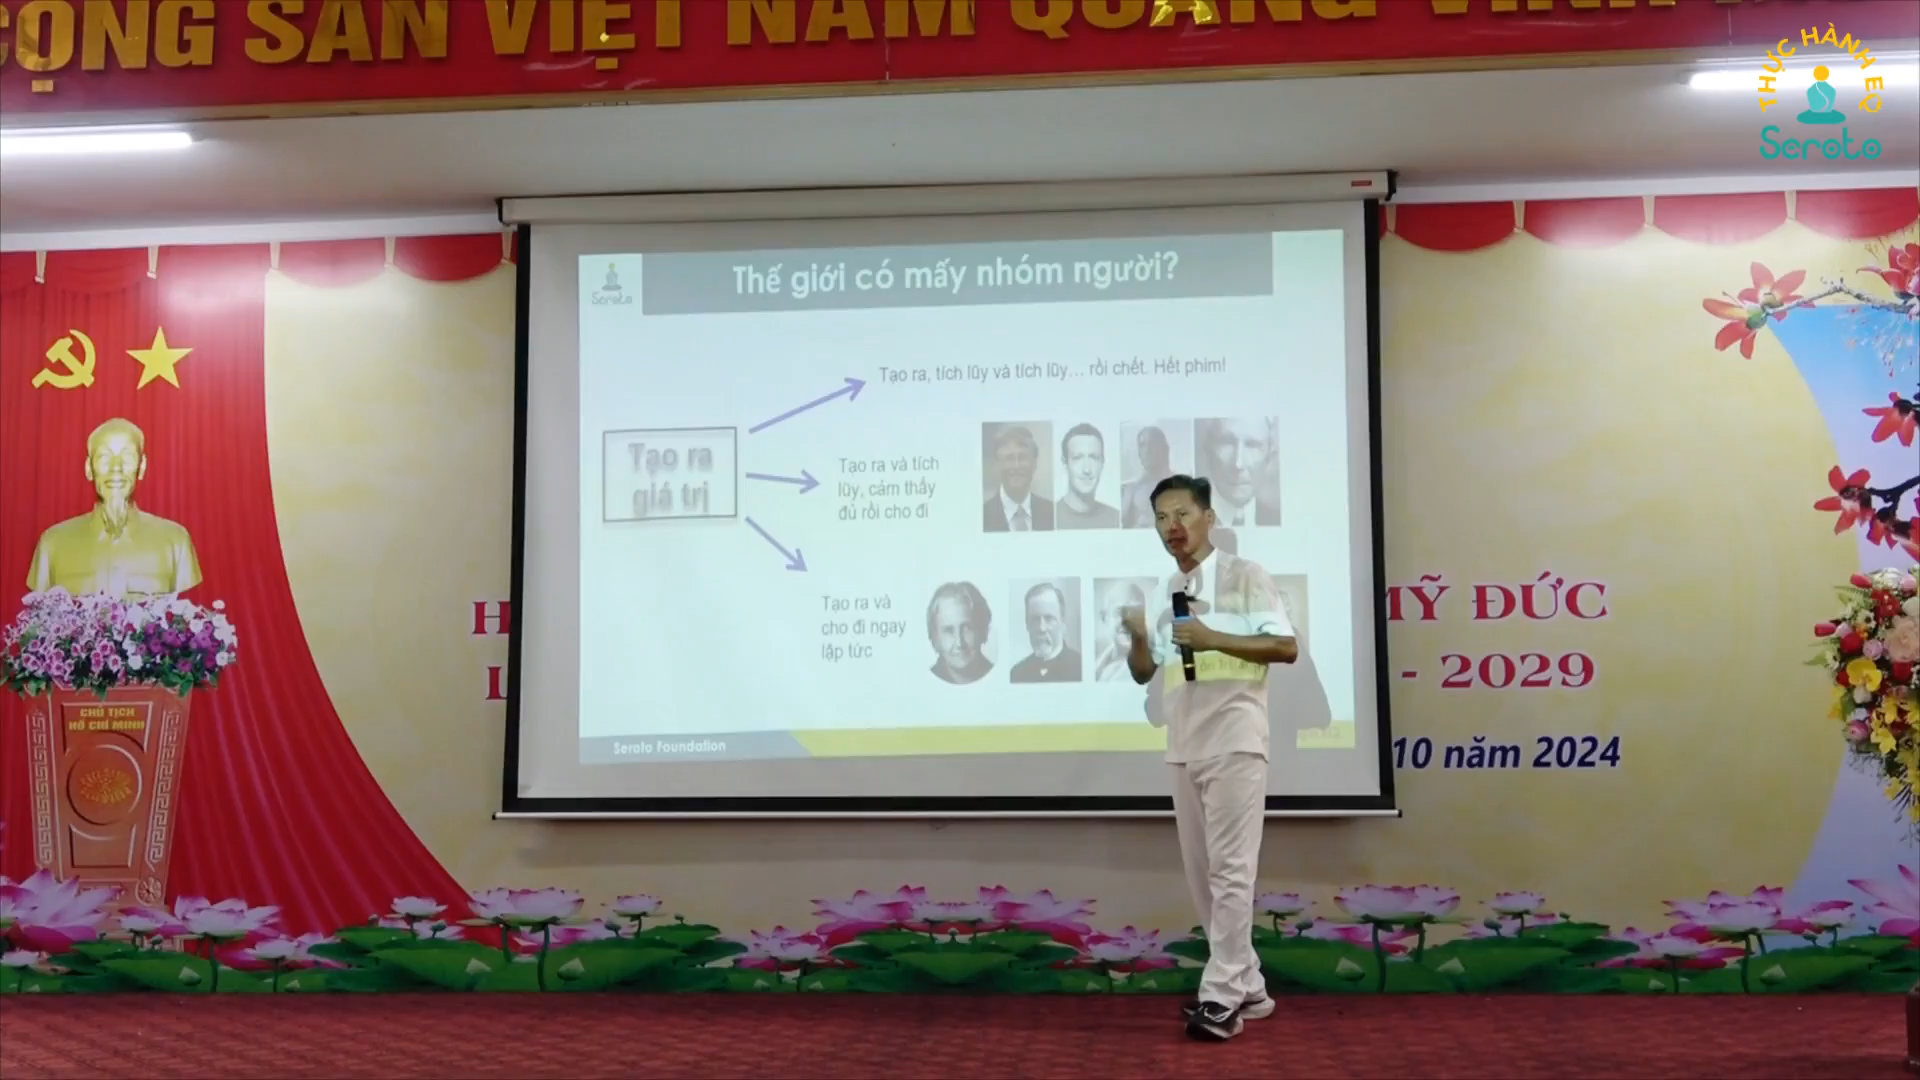 CỘNG SẢN VIỆT NAM QUANG VINH
THỰC HÀNH EQ
Seroto
Seroto
Thế giới có mấy nhóm người?
Tạo ra, tích lũy và tích lũy... rồi chết. Hết phim!
Tạo ra
giá trị
Tạo ra và tích
lũy, cảm thấy
đủ rồi cho đi
Tạo ra và
cho đi ngay
lập tức
Seroto Foundation
H
MỸ ĐỨC
L
- 2029
10 năm 2024
CHỦ TỊCH
HỒ CHÍ MINH